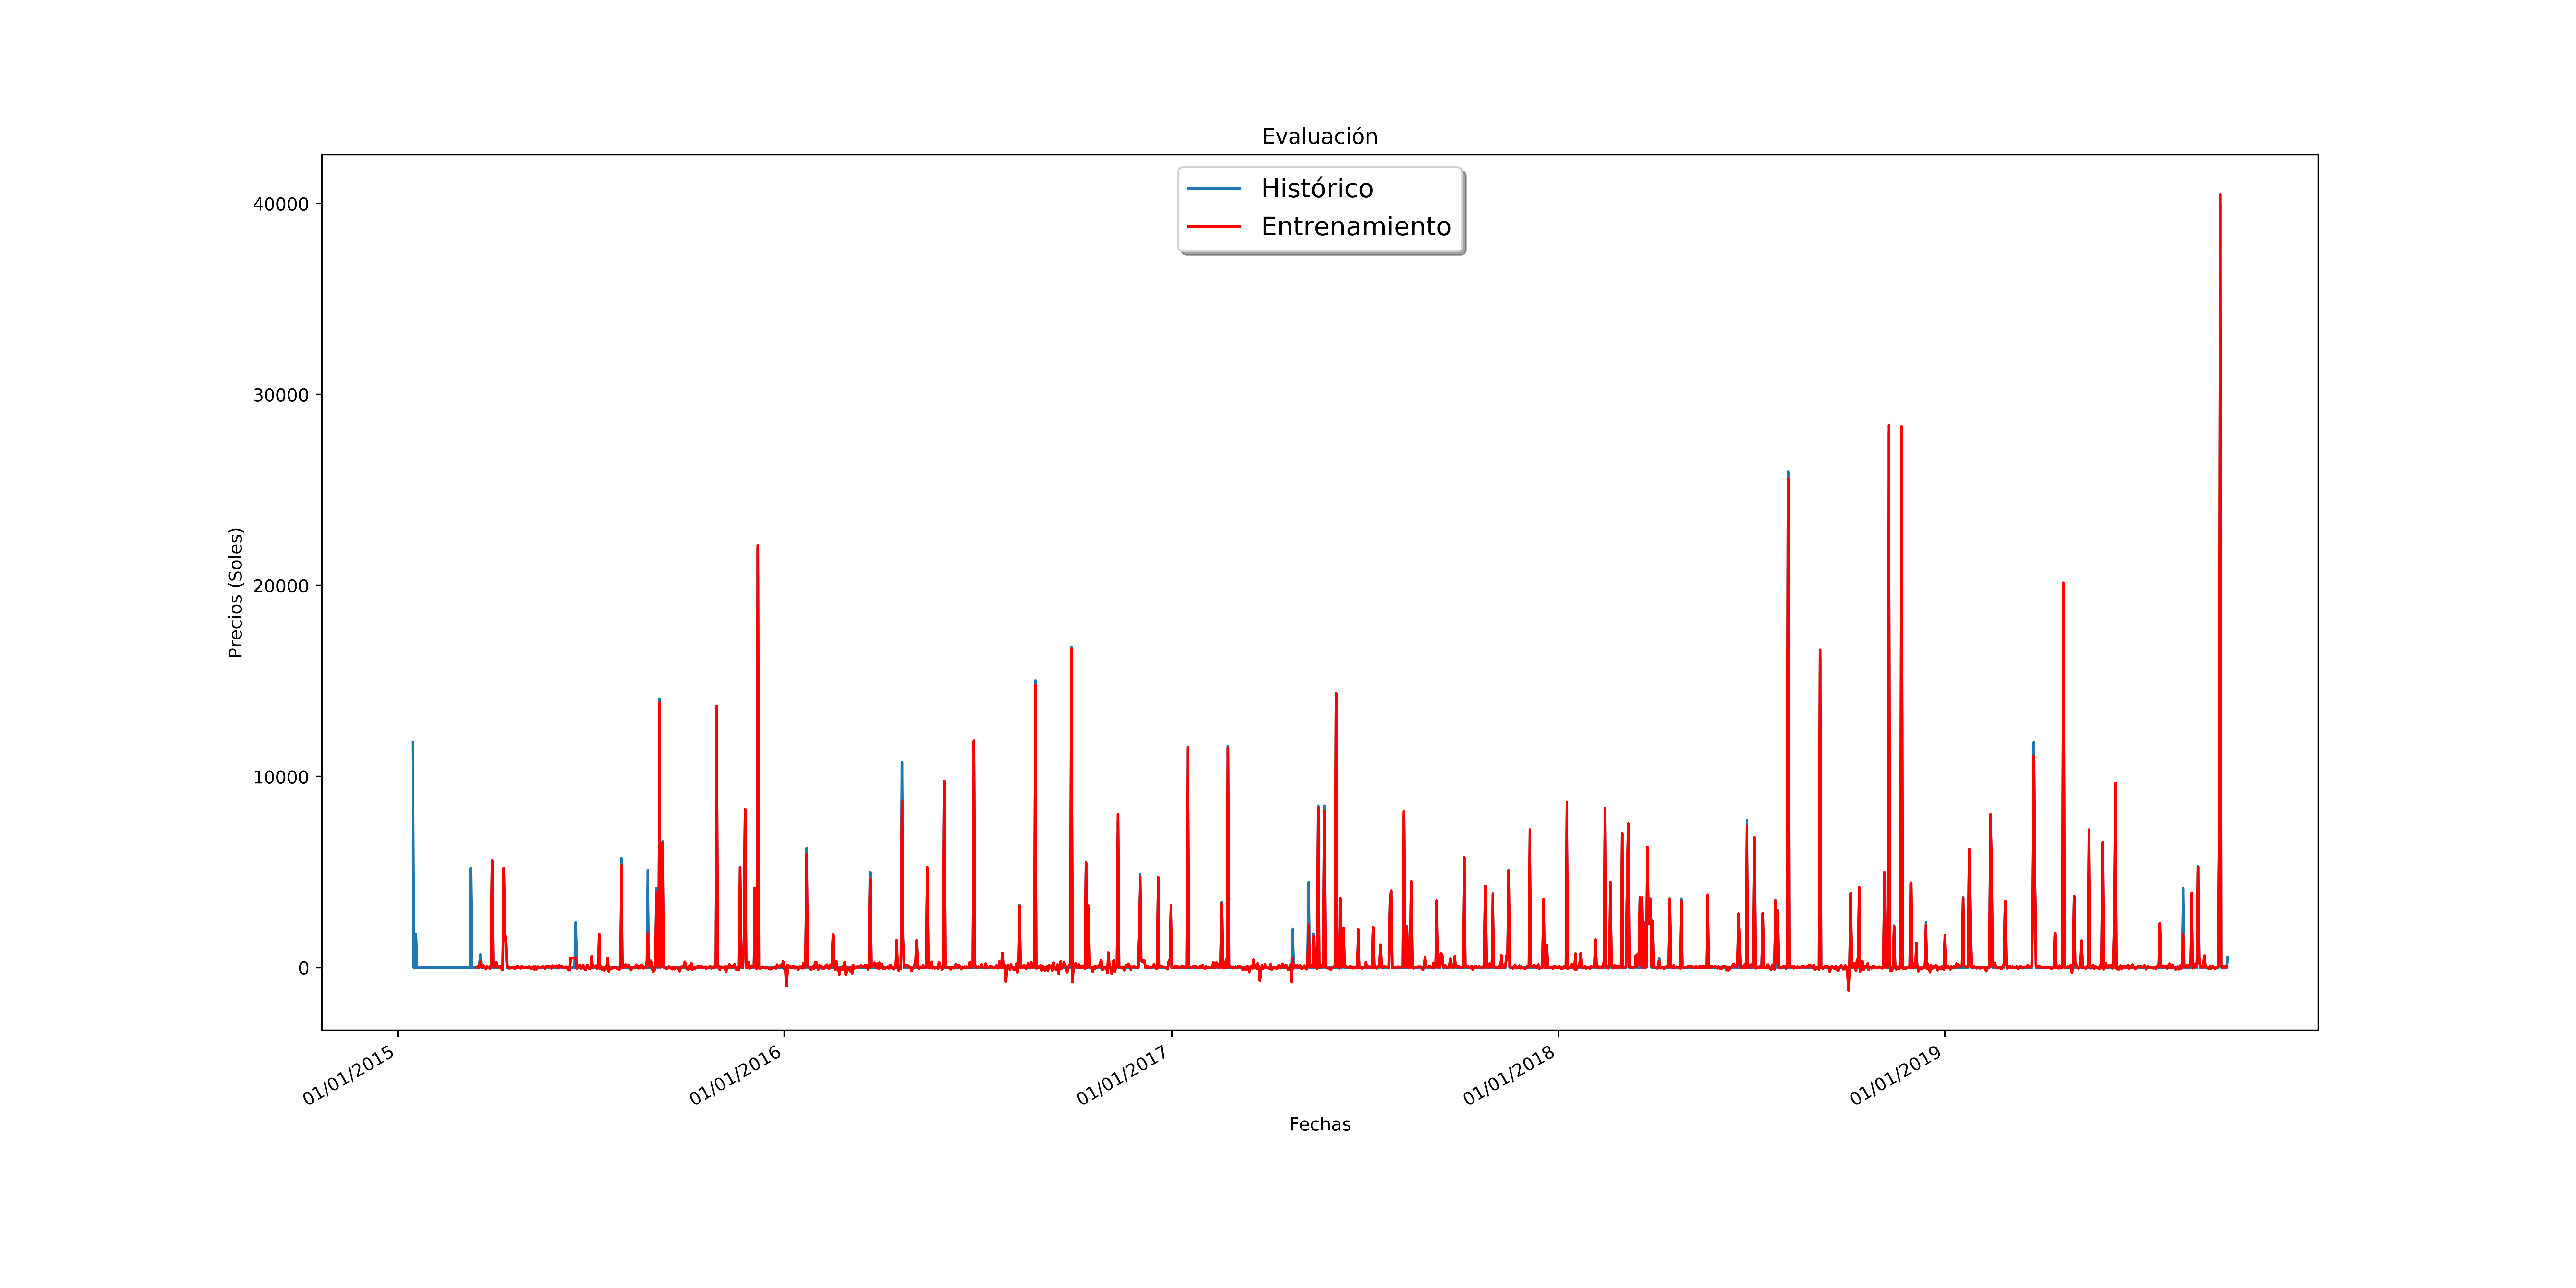 Evaluación
Histórico
Entrenamiento
40000
30000
20000
10000
0
Precios (Soles)
01/01/2015
01/01/2016
01/01/2017
01/01/2018
01/01/2019
Fechas